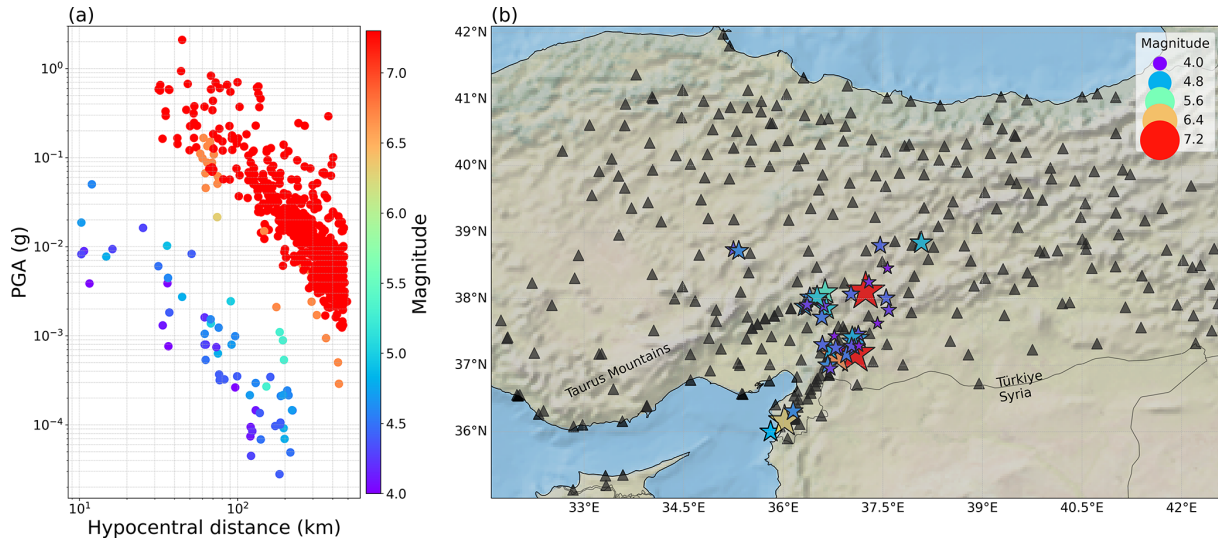 (a)
10⁰
10⁻¹
10⁻²
10⁻³
10⁻⁴
PGA (g)
10¹
10²
Hypocentral distance (km)
7.0
6.5
6.0
5.5
5.0
4.5
4.0
Magnitude
(b)
42°N
41°N
40°N
39°N
38°N
37°N
36°N
Magnitude
4.0
4.8
5.6
6.4
7.2
Taurus Mountains
Türkiye
Syria
33°E
34.5°E
36°E
37.5°E
39°E
40.5°E
42°E